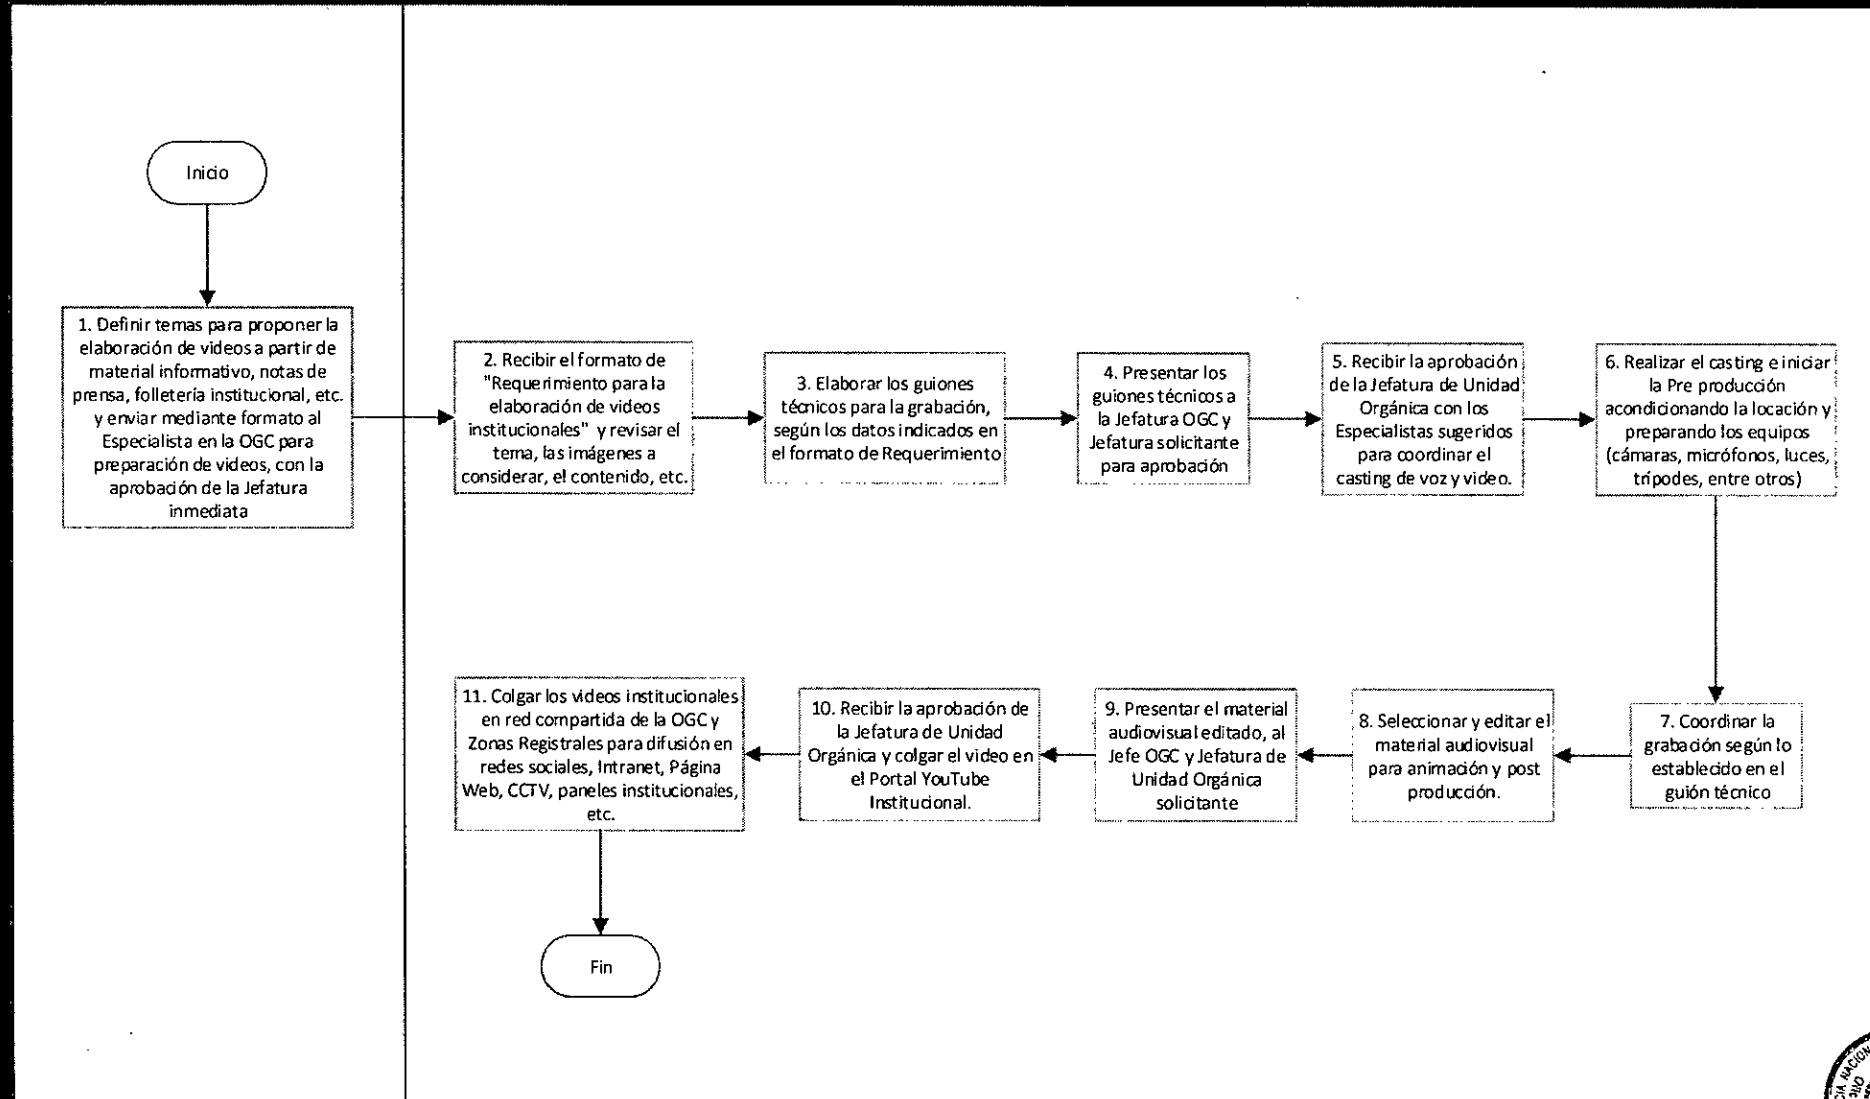 Inicio
1. Definir temas para proponer la
elaboración de videos a partir de
material informativo, notas de
prensa, folletería institucional, etc.
y enviar mediante formato al
Especialista en la OGC para
preparación de videos, con la
aprobación de la Jefatura
inmediata
2. Recibir el formato de
"Requerimiento para la
elaboración de videos
institucionales" y revisar el
tema, las imágenes a
considerar, el contenido, etc.
3. Elaborar los guiones
técnicos para la grabación,
según los datos indicados en
el formato de Requerimiento
4. Presentar los
guiones técnicos a
la Jefatura OGC y
Jefatura solicitante
para aprobación
5. Recibir la aprobación
de la Jefatura de Unidad
Orgánica con los
Especialistas sugeridos
para coordinar el
casting de voz y video.
6. Realizar el casting e iniciar
la Pre producción
acondicionando la locación y
preparando los equipos
(cámaras, micrófonos, luces,
trípodes, entre otros)
7. Coordinar la
grabación según lo
establecido en el
guión técnico
8. Seleccionar y editar el
material audiovisual
para animación y post
producción.
9. Presentar el material
audiovisual editado, al
Jefe OGC y Jefatura de
Unidad Orgánica
solicitante
10. Recibir la aprobación de
la Jefatura de Unidad
Orgánica y colgar el video en
el Portal YouTube
Institucional.
11. Colgar los videos institucionales
en red compartida de la OGC y
Zonas Registrales para difusión en
redes sociales, Intranet, Página
Web, CCTV, paneles institucionales,
etc.
Fin